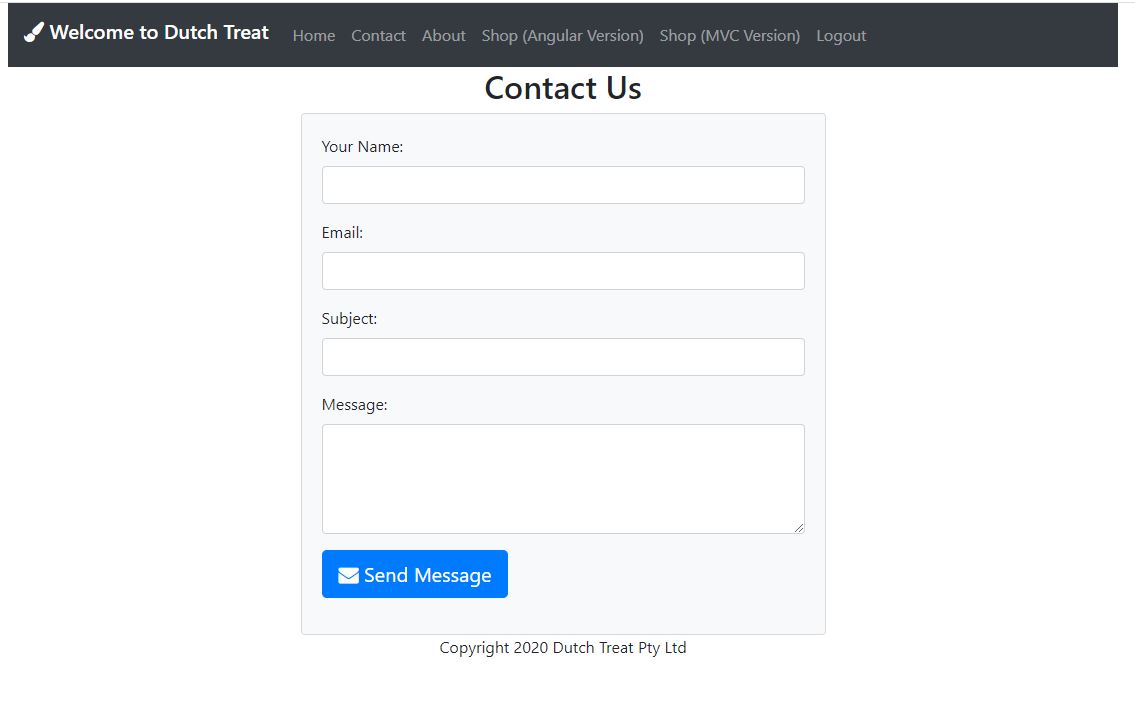 Welcome to Dutch Treat Home Contact About Shop (Angular Version) Shop (MVC Version) Logout
Contact Us
Your Name:
Email:
Subject:
Message:
Send Message
Copyright 2020 Dutch Treat Pty Ltd